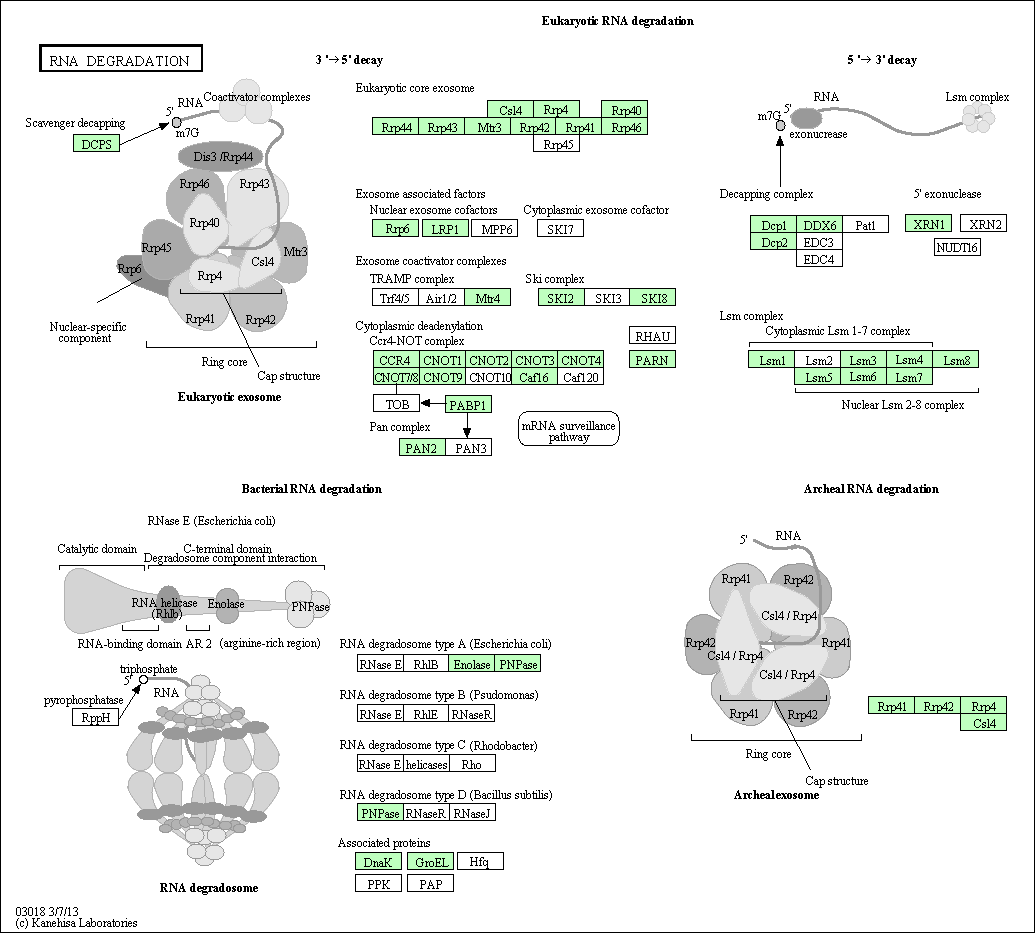 Eukaryotic RNA degradation
RNA DEGRADATION
3 '→ 5' decay
5 '→ 3' decay
Scavenger decapping
DCPS
5'
RNA
m7G
Coactivator complexes
Dis3 /Rrp44
Rrp46
Rrp43
Rrp40
Rrp45
Csl4
Mtr3
Rrp6
Rrp4
Rrp41
Rrp42
Nuclear-specific
component
Ring core
Cap structure
Eukaryotic exosome
Eukaryotic core exosome
Csl4
Rrp4
Rrp40
Rrp44
Rrp43
Mtr3
Rrp42
Rrp41
Rrp46
Rrp45
Exosome associated factors
Nuclear exosome cofactors
Cytoplasmic exosome cofactor
Rrp6
LRP1
MPP6
SKI7
Exosome coactivator complexes
TRAMP complex
Ski complex
Trf4/5
Air1/2
Mtr4
SKI2
SKI3
SKI8
Cytoplasmic deadenylation
Ccr4-NOT complex
RHAU
PARN
CCR4
CNOT1
CNOT2
CNOT3
CNOT4
CNOT7/8
CNOT9
CNOT10
Caf16
Caf120
TOB
PABP1
Pan complex
PAN2
PAN3
mRNA surveillance
pathway
5'
RNA
Lsm complex
m7G
exonucrease
Decapping complex
5' exonuclease
Dcp1
DDX6
Pat1
XRN1
XRN2
Dcp2
EDC3
NUDT16
EDC4
Lsm complex
Cytoplasmic Lsm 1-7 complex
Lsm1
Lsm2
Lsm3
Lsm4
Lsm8
Lsm5
Lsm6
Lsm7
Nuclear Lsm 2-8 complex
Bacterial RNA degradation
RNase E (Escherichia coli)
Catalytic domain
C-terminal domain
Degradosome component interaction
RNA helicase
(Rhlb)
Enolase
PNPase
RNA-binding domain
AR 2
(arginine-rich region)
triphosphate
5'
RNA
pyrophosphatase
RppH
RNA degradosome
RNA degradosome type A (Escherichia coli)
RNase E
RhlB
Enolase
PNPase
RNA degradosome type B (Psudomonas)
RNase E
RhlE
RNaseR
RNA degradosome type C (Rhodobacter)
RNase E
helicases
Rho
RNA degradosome type D (Bacillus subtilis)
PNPase
RNaseR
RNaseJ
Associated proteins
DnaK
GroEL
Hfq
PPK
PAP
Archeal RNA degradation
5'
RNA
Rrp41
Rrp42
Csl4 / Rrp4
Rrp42
Csl4 / Rrp4
Rrp41
Csl4 / Rrp4
Rrp41
Rrp42
Ring core
Cap structure
Archeal exosome
Rrp41
Rrp42
Rrp4
Csl4
03018 3/7/13
(c) Kanehisa Laboratories